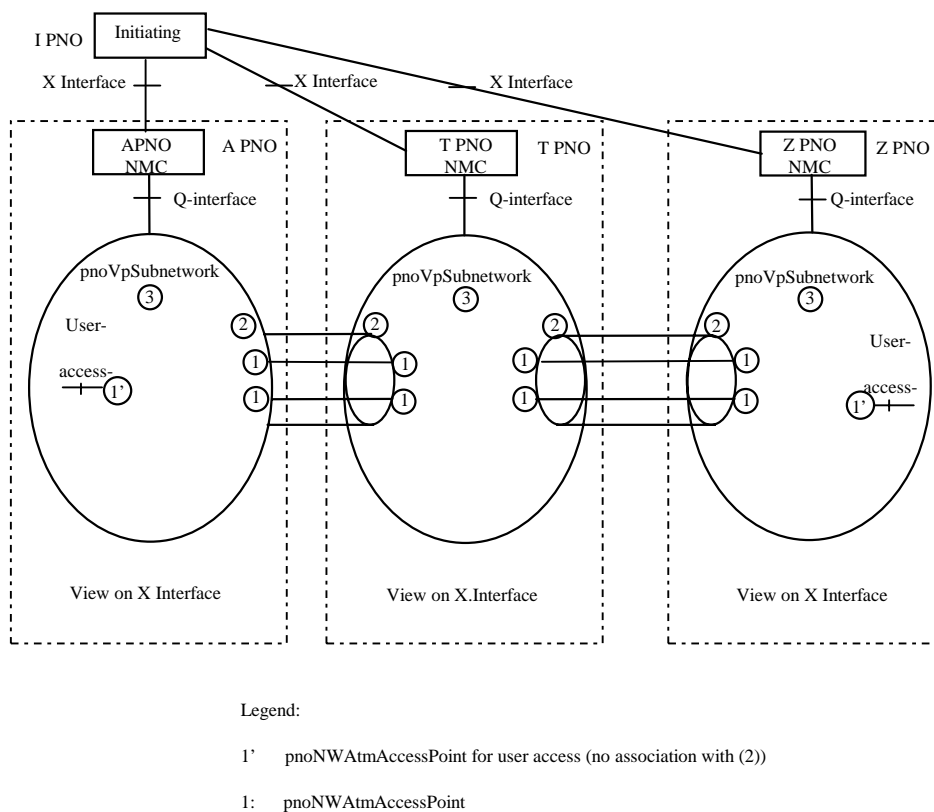 Initiating
I PNO
X Interface
X Interface
X Interface
APNO
NMC
A PNO
T PNO
NMC
T PNO
Z PNO
NMC
Z PNO
Q-interface
Q-interface
Q-interface
pnoVpSubnetwork
3
User-
access-
1’
2
1
1
pnoVpSubnetwork
3
2
1
1
2
1
1
pnoVpSubnetwork
3
2
1
1
User-
access-
1’
View on X Interface
View on X.Interface
View on X Interface
Legend:
1’ pnoNWAtmAccessPoint for user access (no association with (2))
1: pnoNWAtmAccessPoint